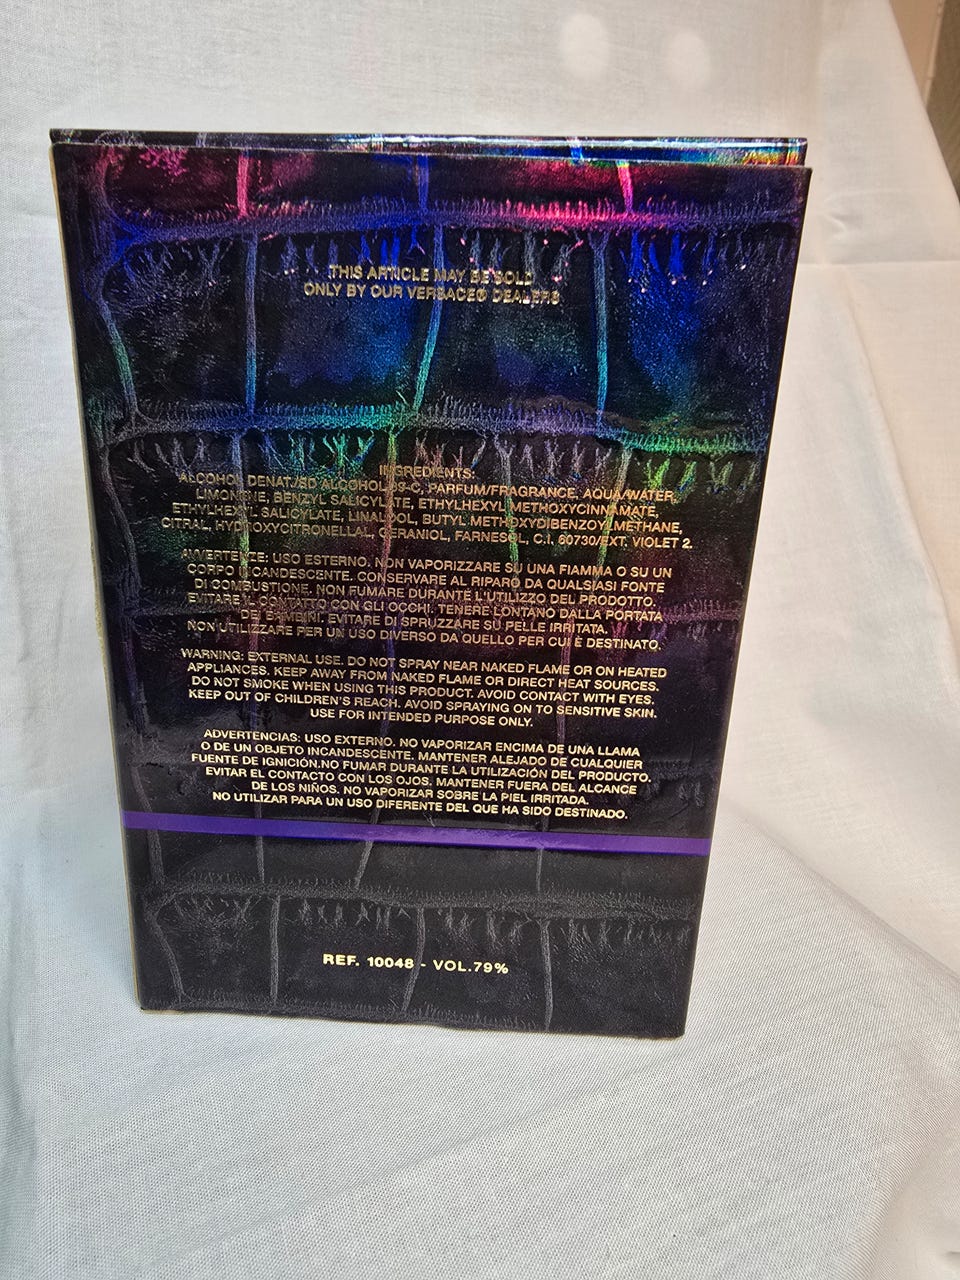 THIS ARTICLE MAY BE SOLD
ONLY BY OUR VERSACE® DEALERS
INGREDIENTS:
ALCOHOL DENAT./SD ALCOHOL 39-C, PARFUM/FRAGRANCE, AQUA/WATER,
LIMONENE, BENZYL SALICYLATE, ETHYLHEXYL METHOXYCINNAMATE,
ETHYLHEXYL SALICYLATE, LINALOOL, BUTYL METHOXYDIBENZOYLMETHANE,
CITRAL, HYDROXYCITRONELLAL, GERANIOL, FARNESOL, C.I. 60730/EXT. VIOLET 2.
AVVERTENZE: USO ESTERNO. NON VAPORIZZARE SU UNA FIAMMA O SU UN
CORPO INCANDESCENTE. CONSERVARE AL RIPARO DA QUALSIASI FONTE
DI COMBUSTIONE. NON FUMARE DURANTE L'UTILIZZO DEL PRODOTTO.
EVITARE IL CONTATTO CON GLI OCCHI. TENERE LONTANO DALLA PORTATA
DEI BAMBINI. EVITARE DI SPRUZZARE SU PELLE IRRITATA.
NON UTILIZZARE PER UN USO DIVERSO DA QUELLO PER CUI È DESTINATO.
WARNING: EXTERNAL USE. DO NOT SPRAY NEAR NAKED FLAME OR ON HEATED
APPLIANCES. KEEP AWAY FROM NAKED FLAME OR DIRECT HEAT SOURCES.
DO NOT SMOKE WHEN USING THIS PRODUCT. AVOID CONTACT WITH EYES.
KEEP OUT OF CHILDREN'S REACH. AVOID SPRAYING ON TO SENSITIVE SKIN.
USE FOR INTENDED PURPOSE ONLY.
ADVERTENCIAS: USO EXTERNO. NO VAPORIZAR ENCIMA DE UNA LLAMA
O DE UN OBJETO INCANDESCENTE. MANTENER ALEJADO DE CUALQUIER
FUENTE DE IGNICIÓN.NO FUMAR DURANTE LA UTILIZACIÓN DEL PRODUCTO.
EVITAR EL CONTACTO CON LOS OJOS. MANTENER FUERA DEL ALCANCE
DE LOS NIÑOS. NO VAPORIZAR SOBRE LA PIEL IRRITADA.
NO UTILIZAR PARA UN USO DIFERENTE DEL QUE HA SIDO DESTINADO.
REF. 10048 - VOL.79%